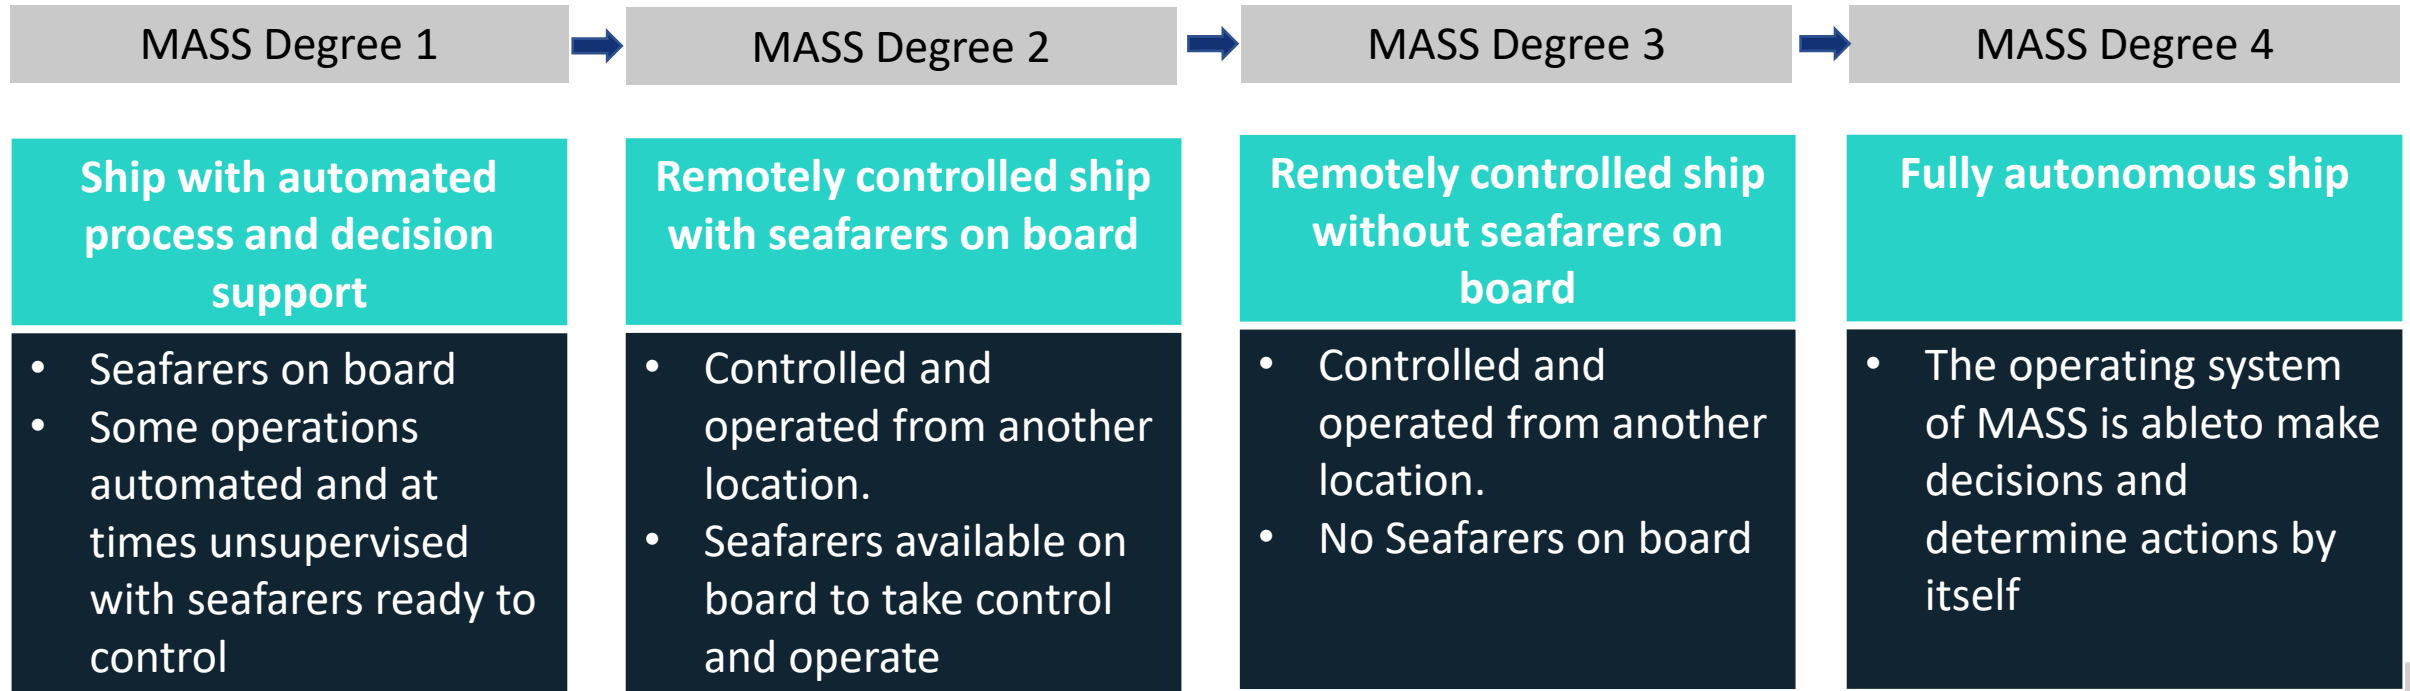 MASS Degree 1
MASS Degree 2
MASS Degree 3
MASS Degree 4
Ship with automated
process and decision
support
• Seafarers on board
• Some operations
automated and at
times unsupervised
with seafarers ready to
control
Remotely controlled ship
with seafarers on board
• Controlled and
operated from another
location.
• Seafarers available on
board to take control
and operate
Remotely controlled ship
without seafarers on
board
• Controlled and
operated from another
location.
• No Seafarers on board
Fully autonomous ship
• The operating system
of MASS is ableto make
decisions and
determine actions by
itself